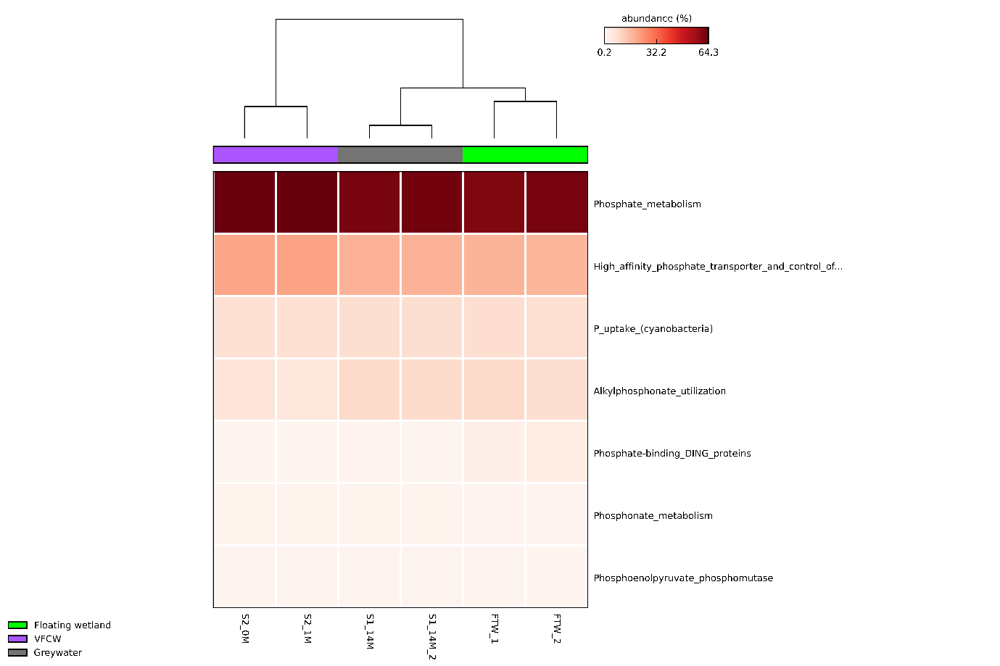 abundance (%)
0.2 32.2 64.3
Phosphate_metabolism
High_affinity_phosphate_transporter_and_control_of...
P_uptake_(cyanobacteria)
Alkylphosphonate_utilization
Phosphate-binding_DING_proteins
Phosphonate_metabolism
Phosphoenolpyruvate_phosphomutase
S2_0M S2_1M S1_14M S1_14M_2 FTW_1 FTW_2
Floating wetland
VFCW
Greywater